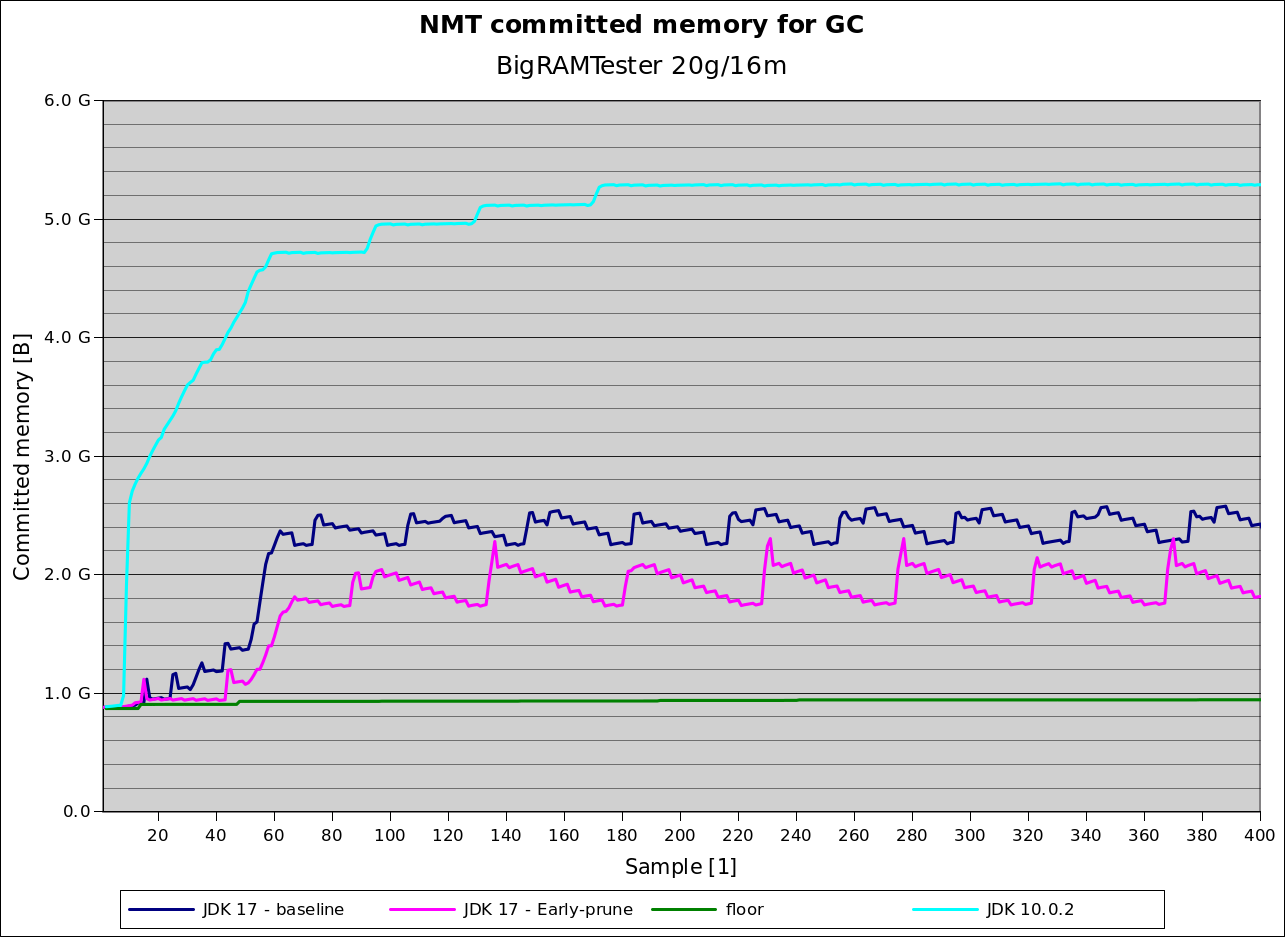 NMT committed memory for GC
BigRAMTester 20g/16m
6.0 G
5.0 G
4.0 G
3.0 G
2.0 G
1.0 G
0.0
Committed memory [B]
20 40 60 80 100 120 140 160 180 200 220 240 260 280 300 320 340 360 380 400
Sample [1]
JDK 17 - baseline JDK 17 - Early-prune floor JDK 10.0.2